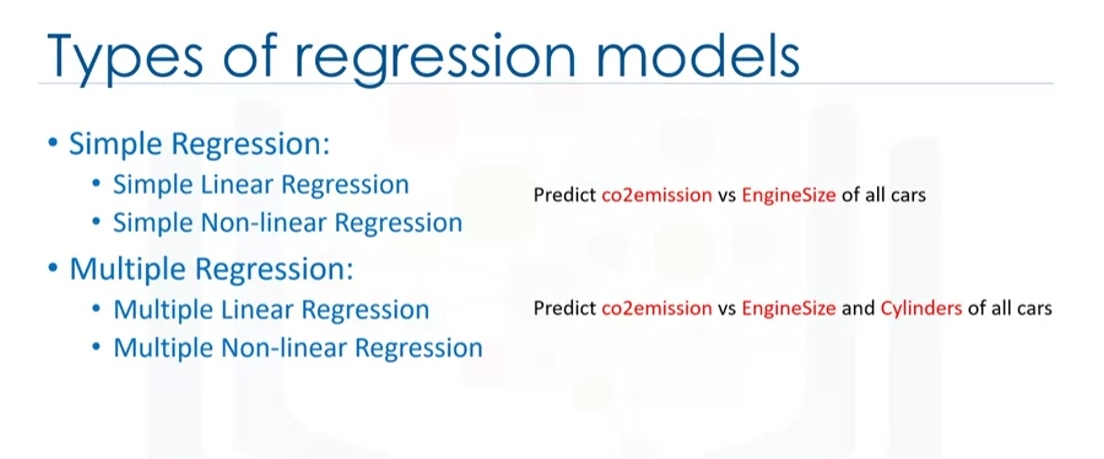 Types of regression models
• Simple Regression:
• Simple Linear Regression
• Simple Non-linear Regression
Predict co2emission vs EngineSize of all cars
• Multiple Regression:
• Multiple Linear Regression
• Multiple Non-linear Regression
Predict co2emission vs EngineSize and Cylinders of all cars